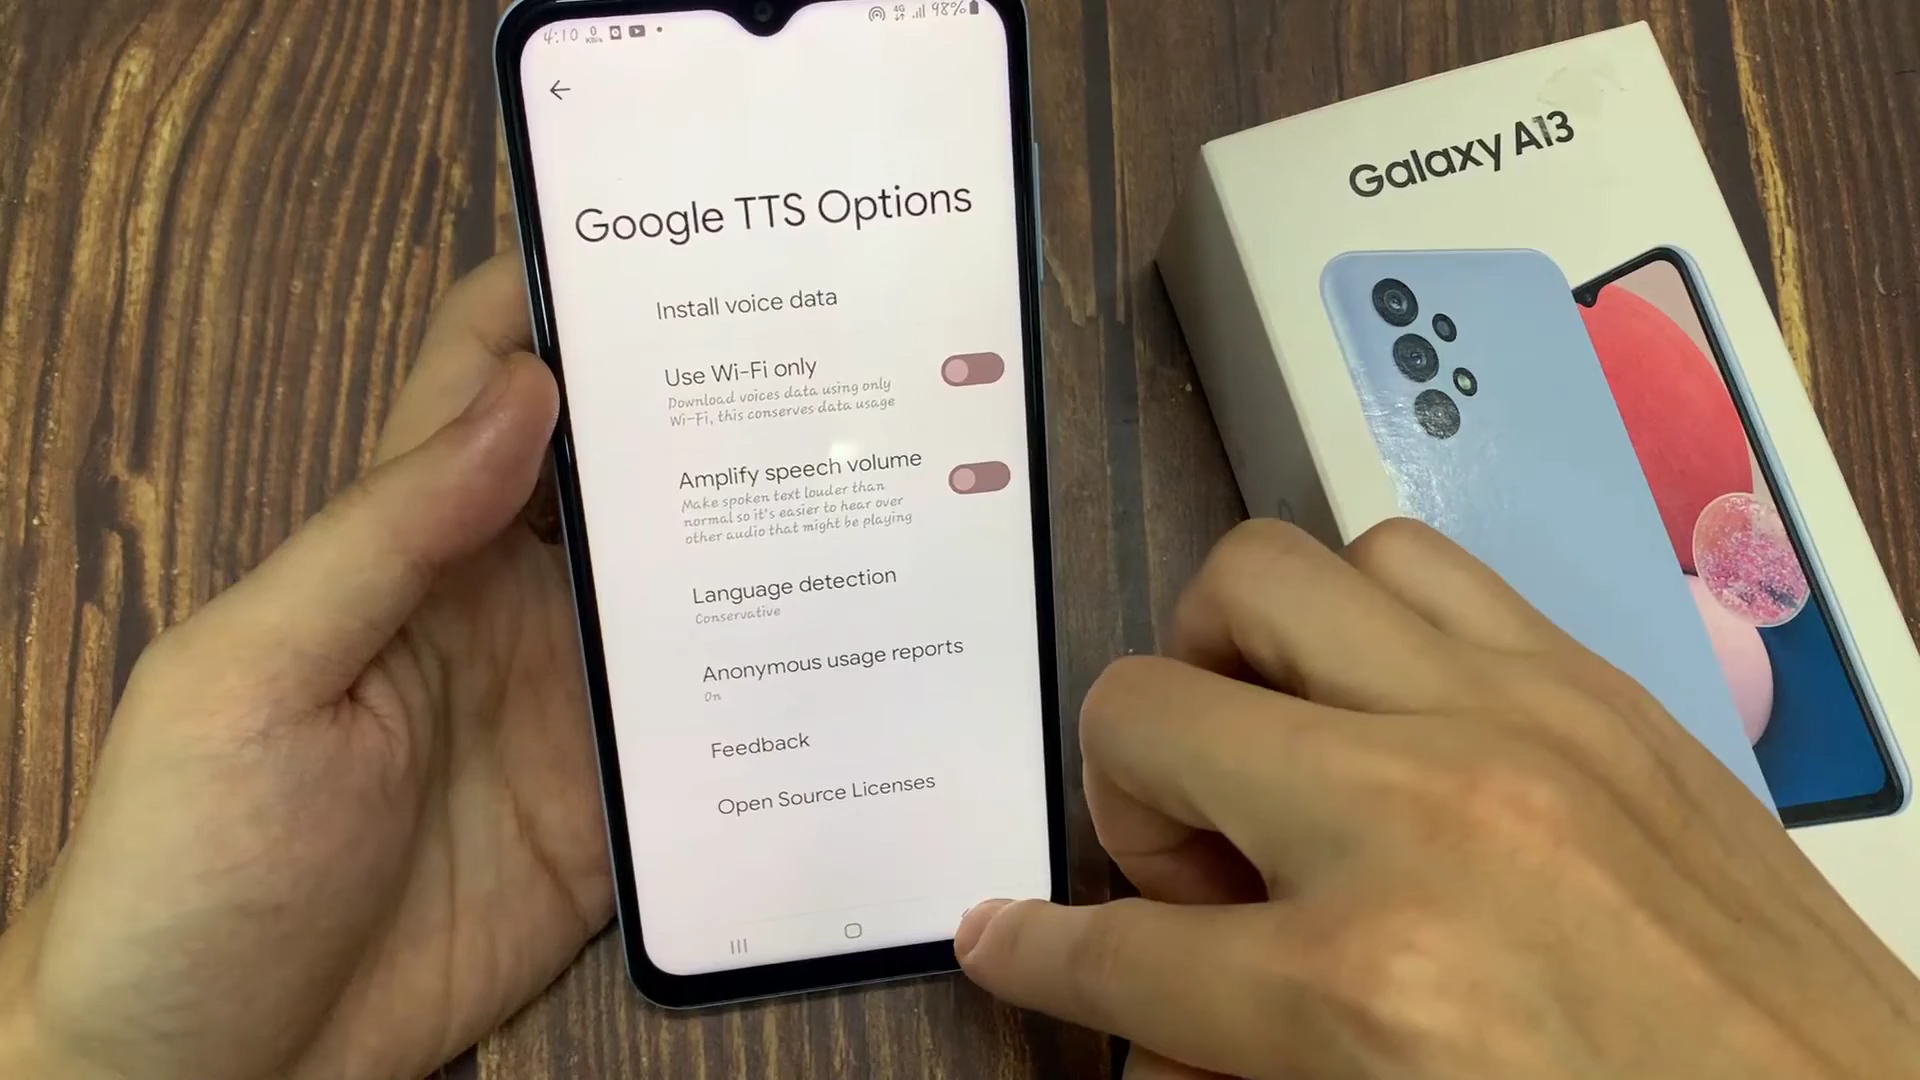 4:10
0
KB/s
4G
98%
Google TTS Options
Install voice data
Use Wi-Fi only
Download voices data using only
Wi-Fi, this conserves data usage
Amplify speech volume
Make spoken text louder than
normal so it's easier to hear over
other audio that might be playing
Language detection
Conservative
Anonymous usage reports
On
Feedback
Open Source Licenses
Galaxy A13